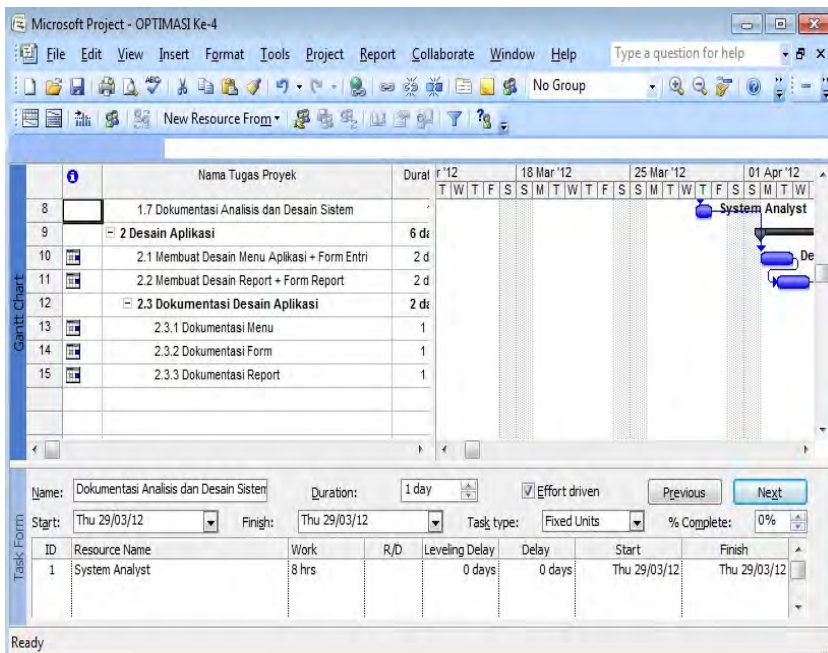 Microsoft Project - OPTIMASI Ke-4
File Edit View Insert Format Tools Project Report Collaborate Window Help Type a question for help
No Group
New Resource From
Nama Tugas Proyek Durat r '12 18 Mar '12 25 Mar '12 01 Apr '12
T W T F S S M T W T F S S M T W T F S S M T W
8 1.7 Dokumentasi Analisis dan Desain Sistem System Analyst
9 2 Desain Aplikasi 6 da
10 2.1 Membuat Desain Menu Aplikasi + Form Entri 2 d De
11 2.2 Membuat Desain Report + Form Report 2 d
12 2.3 Dokumentasi Desain Aplikasi 2 da
13 2.3.1 Dokumentasi Menu 1
14 2.3.2 Dokumentasi Form 1
15 2.3.3 Dokumentasi Report 1
Gantt Chart
Name: Dokumentasi Analisis dan Desain Sistem Duration: 1 day Effort driven Previous Next
Start: Thu 29/03/12 Finish: Thu 29/03/12 Task type: Fixed Units % Complete: 0%
ID Resource Name Work R/D Leveling Delay Delay Start Finish
1 System Analyst 8 hrs 0 days 0 days Thu 29/03/12 Thu 29/03/12
Task Form
Ready